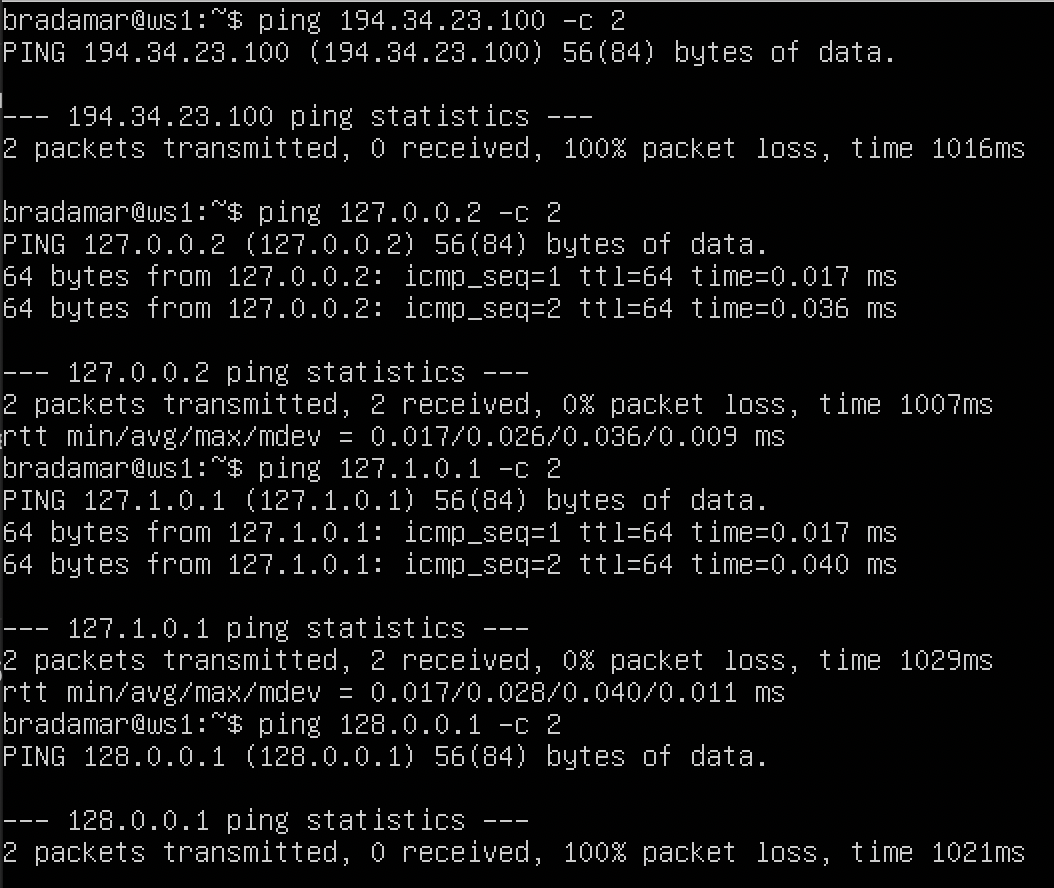 bradamar@ws1:~$ ping 194.34.23.100 -c 2
PING 194.34.23.100 (194.34.23.100) 56(84) bytes of data.

--- 194.34.23.100 ping statistics ---
2 packets transmitted, 0 received, 100% packet loss, time 1016ms

bradamar@ws1:~$ ping 127.0.0.2 -c 2
PING 127.0.0.2 (127.0.0.2) 56(84) bytes of data.
64 bytes from 127.0.0.2: icmp_seq=1 ttl=64 time=0.017 ms
64 bytes from 127.0.0.2: icmp_seq=2 ttl=64 time=0.036 ms

--- 127.0.0.2 ping statistics ---
2 packets transmitted, 2 received, 0% packet loss, time 1007ms
rtt min/avg/max/mdev = 0.017/0.026/0.036/0.009 ms
bradamar@ws1:~$ ping 127.1.0.1 -c 2
PING 127.1.0.1 (127.1.0.1) 56(84) bytes of data.
64 bytes from 127.1.0.1: icmp_seq=1 ttl=64 time=0.017 ms
64 bytes from 127.1.0.1: icmp_seq=2 ttl=64 time=0.040 ms

--- 127.1.0.1 ping statistics ---
2 packets transmitted, 2 received, 0% packet loss, time 1029ms
rtt min/avg/max/mdev = 0.017/0.028/0.040/0.011 ms
bradamar@ws1:~$ ping 128.0.0.1 -c 2
PING 128.0.0.1 (128.0.0.1) 56(84) bytes of data.

--- 128.0.0.1 ping statistics ---
2 packets transmitted, 0 received, 100% packet loss, time 1021ms